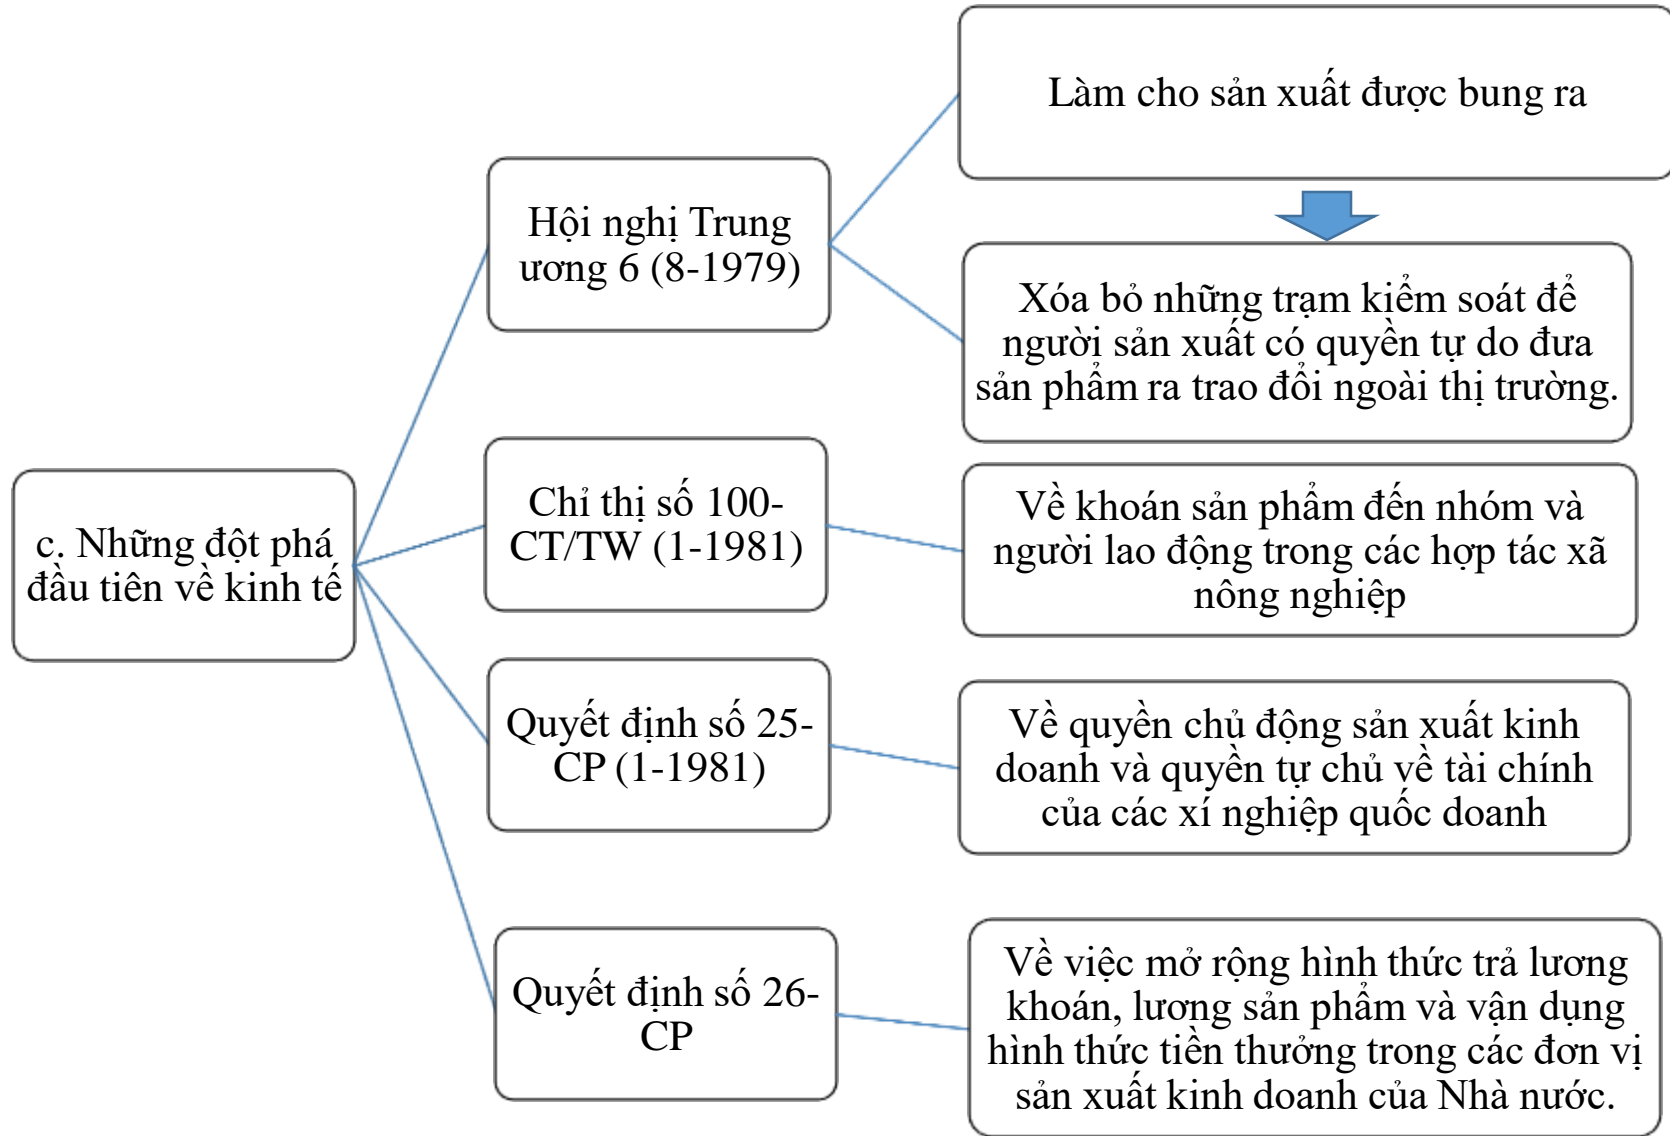 c. Những đột phá
đầu tiên về kinh tế
Hội nghị Trung
ương 6 (8-1979)
Làm cho sản xuất được bung ra
Xóa bỏ những trạm kiểm soát để
người sản xuất có quyền tự do đưa
sản phẩm ra trao đổi ngoài thị trường.
Chỉ thị số 100-
CT/TW (1-1981)
Về khoán sản phẩm đến nhóm và
người lao động trong các hợp tác xã
nông nghiệp
Quyết định số 25-
CP (1-1981)
Về quyền chủ động sản xuất kinh
doanh và quyền tự chủ về tài chính
của các xí nghiệp quốc doanh
Quyết định số 26-
CP
Về việc mở rộng hình thức trả lương
khoán, lương sản phẩm và vận dụng
hình thức tiền thưởng trong các đơn vị
sản xuất kinh doanh của Nhà nước.